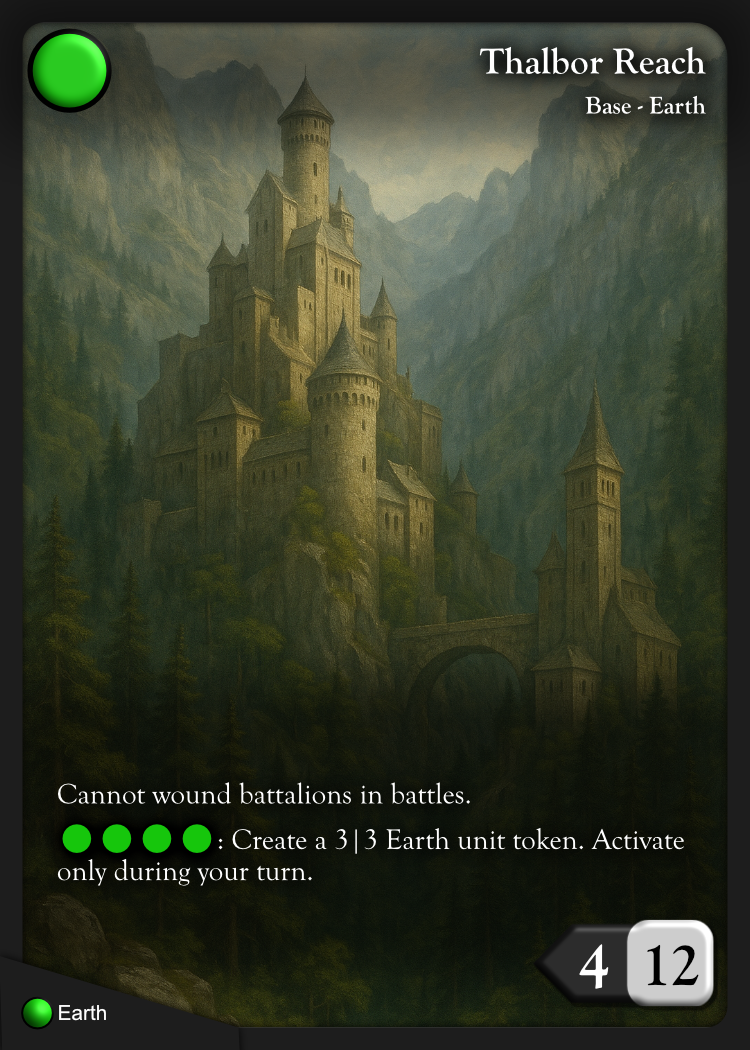 Thalbor Reach
Base - Earth
Cannot wound battalions in battles.
: Create a 3|3 Earth unit token. Activate
only during your turn.
4 12
Earth